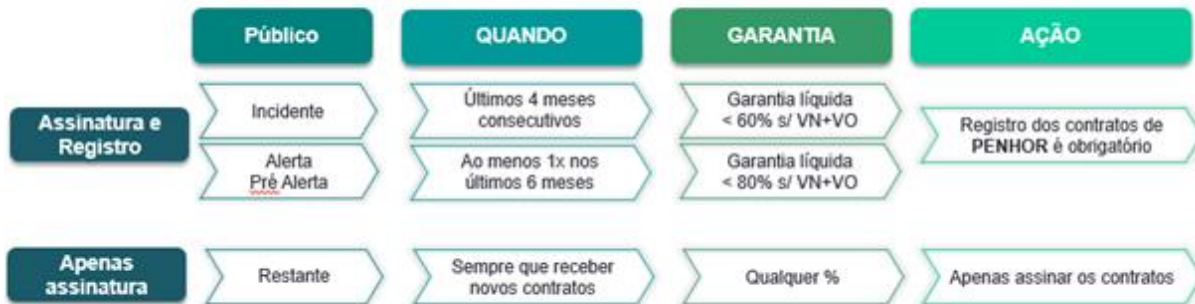 Público
QUANDO
GARANTIA
AÇÃO
Assinatura e
Registro
Incidente
Últimos 4 meses
consecutivos
Garantia líquida
< 60% s/ VN+VO
Alerta
Pré Alerta
Ao menos 1x nos
últimos 6 meses
Garantia líquida
< 80% s/ VN+VO
Registro dos contratos de
PENHOR é obrigatório
Apenas
assinatura
Restante
Sempre que receber
novos contratos
Qualquer %
Apenas assinar os contratos